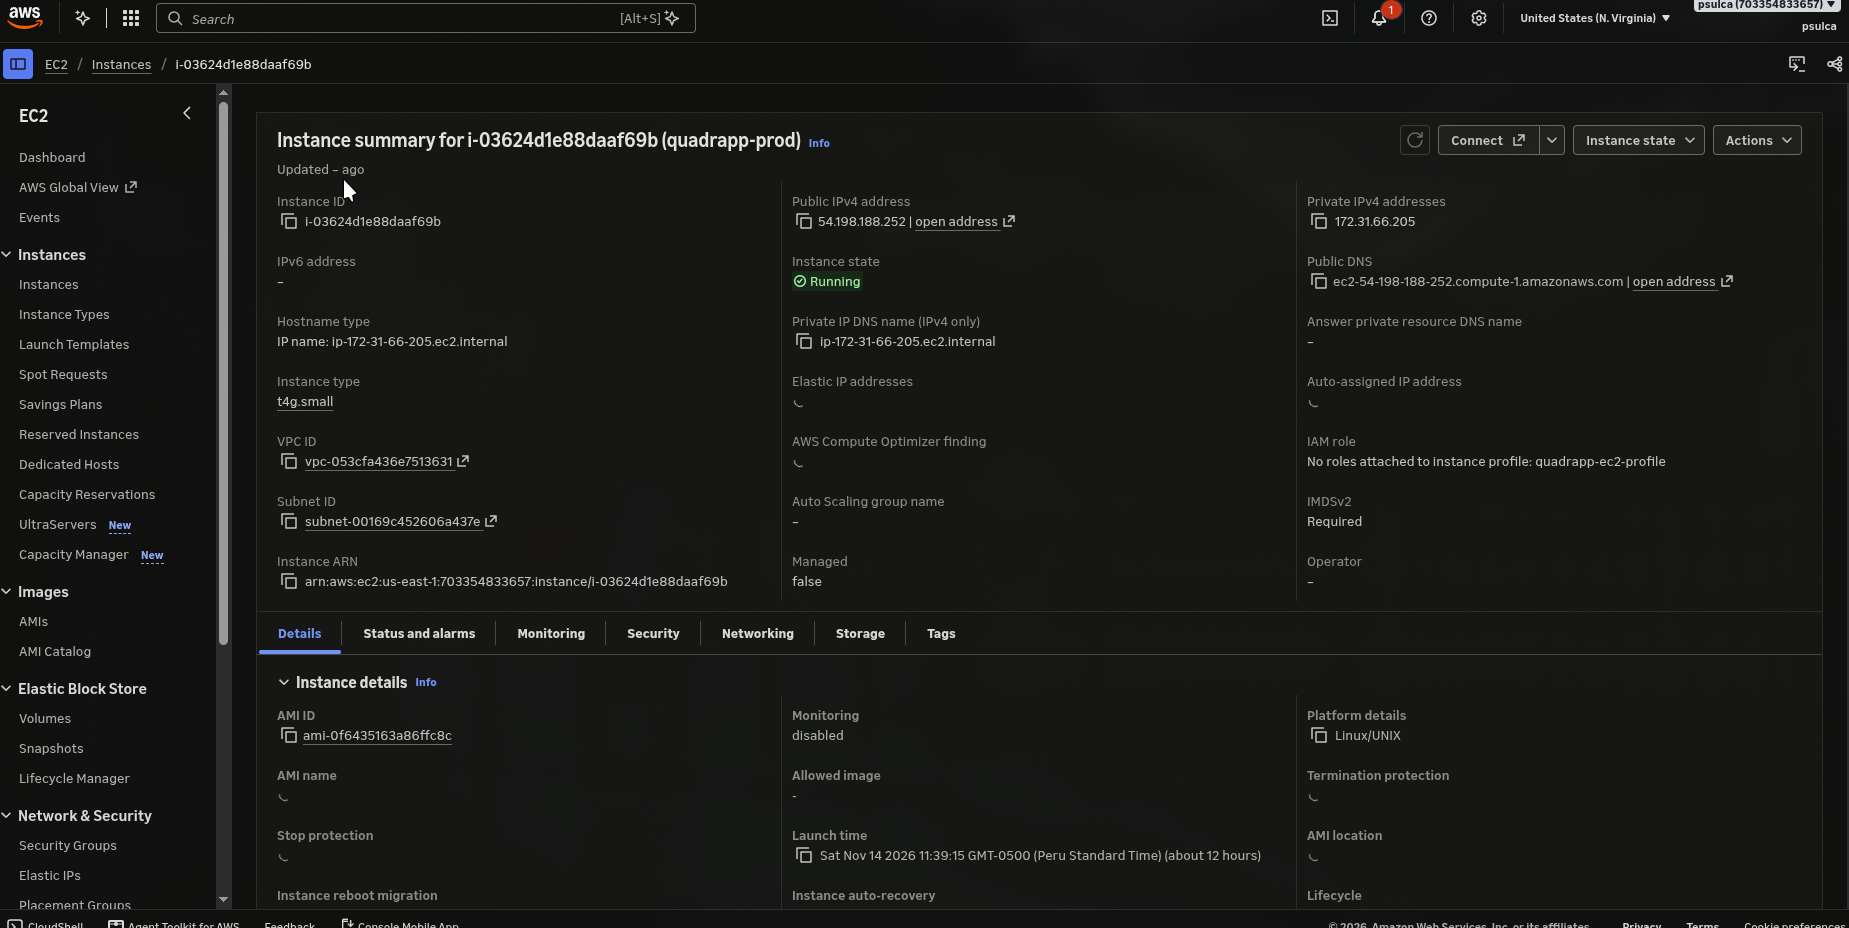 aws
Search
[Alt+S]
1
United States (N. Virginia)
psulca (703354833657)
psulca
EC2 / Instances / i-03624d1e88daaf69b
EC2
Dashboard
AWS Global View
Events
Instances
Instances
Instance Types
Launch Templates
Spot Requests
Savings Plans
Reserved Instances
Dedicated Hosts
Capacity Reservations
UltraServers New
Capacity Manager New
Images
AMIs
AMI Catalog
Elastic Block Store
Volumes
Snapshots
Lifecycle Manager
Network & Security
Security Groups
Elastic IPs
Placement Groups
Instance summary for i-03624d1e88daaf69b (quadrapp-prod) Info
Connect
Instance state
Actions
Updated – ago
Instance ID
i-03624d1e88daaf69b
Public IPv4 address
54.198.188.252 | open address
Private IPv4 addresses
172.31.66.205
IPv6 address
–
Instance state
Running
Public DNS
ec2-54-198-188-252.compute-1.amazonaws.com | open address
Hostname type
IP name: ip-172-31-66-205.ec2.internal
Private IP DNS name (IPv4 only)
ip-172-31-66-205.ec2.internal
Answer private resource DNS name
–
Instance type
t4g.small
Elastic IP addresses
Auto-assigned IP address
VPC ID
vpc-053cfa436e7513631
AWS Compute Optimizer finding
IAM role
No roles attached to instance profile: quadrapp-ec2-profile
Subnet ID
subnet-00169c452606a437e
Auto Scaling group name
–
IMDSv2
Required
Instance ARN
arn:aws:ec2:us-east-1:703354833657:instance/i-03624d1e88daaf69b
Managed
false
Operator
–
Details
Status and alarms
Monitoring
Security
Networking
Storage
Tags
Instance details Info
AMI ID
ami-0f6435163a86ffc8c
Monitoring
disabled
Platform details
Linux/UNIX
AMI name
Allowed image
-
Termination protection
Stop protection
Launch time
Sat Nov 14 2026 11:39:15 GMT-0500 (Peru Standard Time) (about 12 hours)
AMI location
Instance reboot migration
Instance auto-recovery
Lifecycle
CloudShell
Agent Toolkit for AWS
Feedback
Console Mobile App
© 2026, Amazon Web Services, Inc. or its affiliates.
Privacy
Terms
Cookie preferences